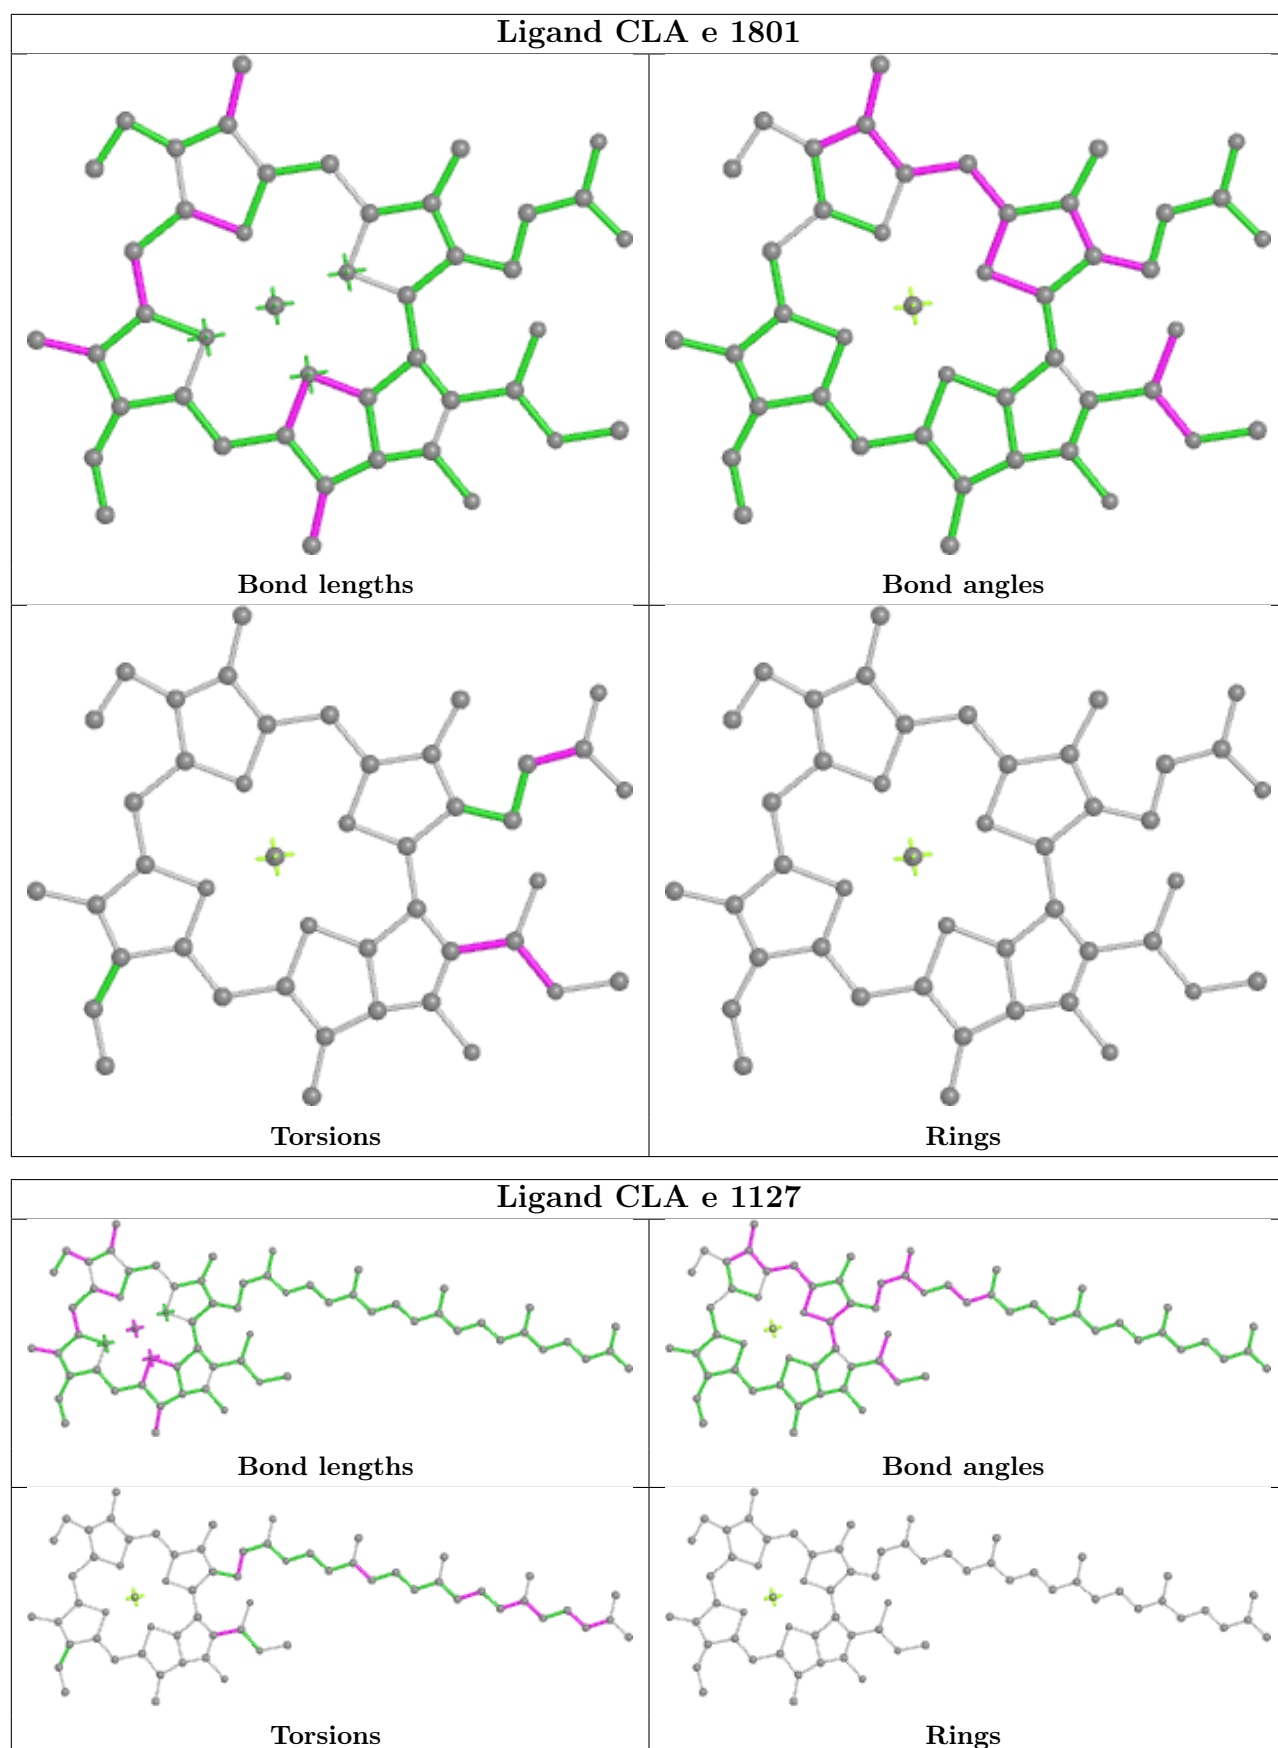 Ligand CLA e 1801
Bond lengths
Bond angles
Torsions
Rings
Ligand CLA e 1127
Bond lengths
Bond angles
Torsions
Rings